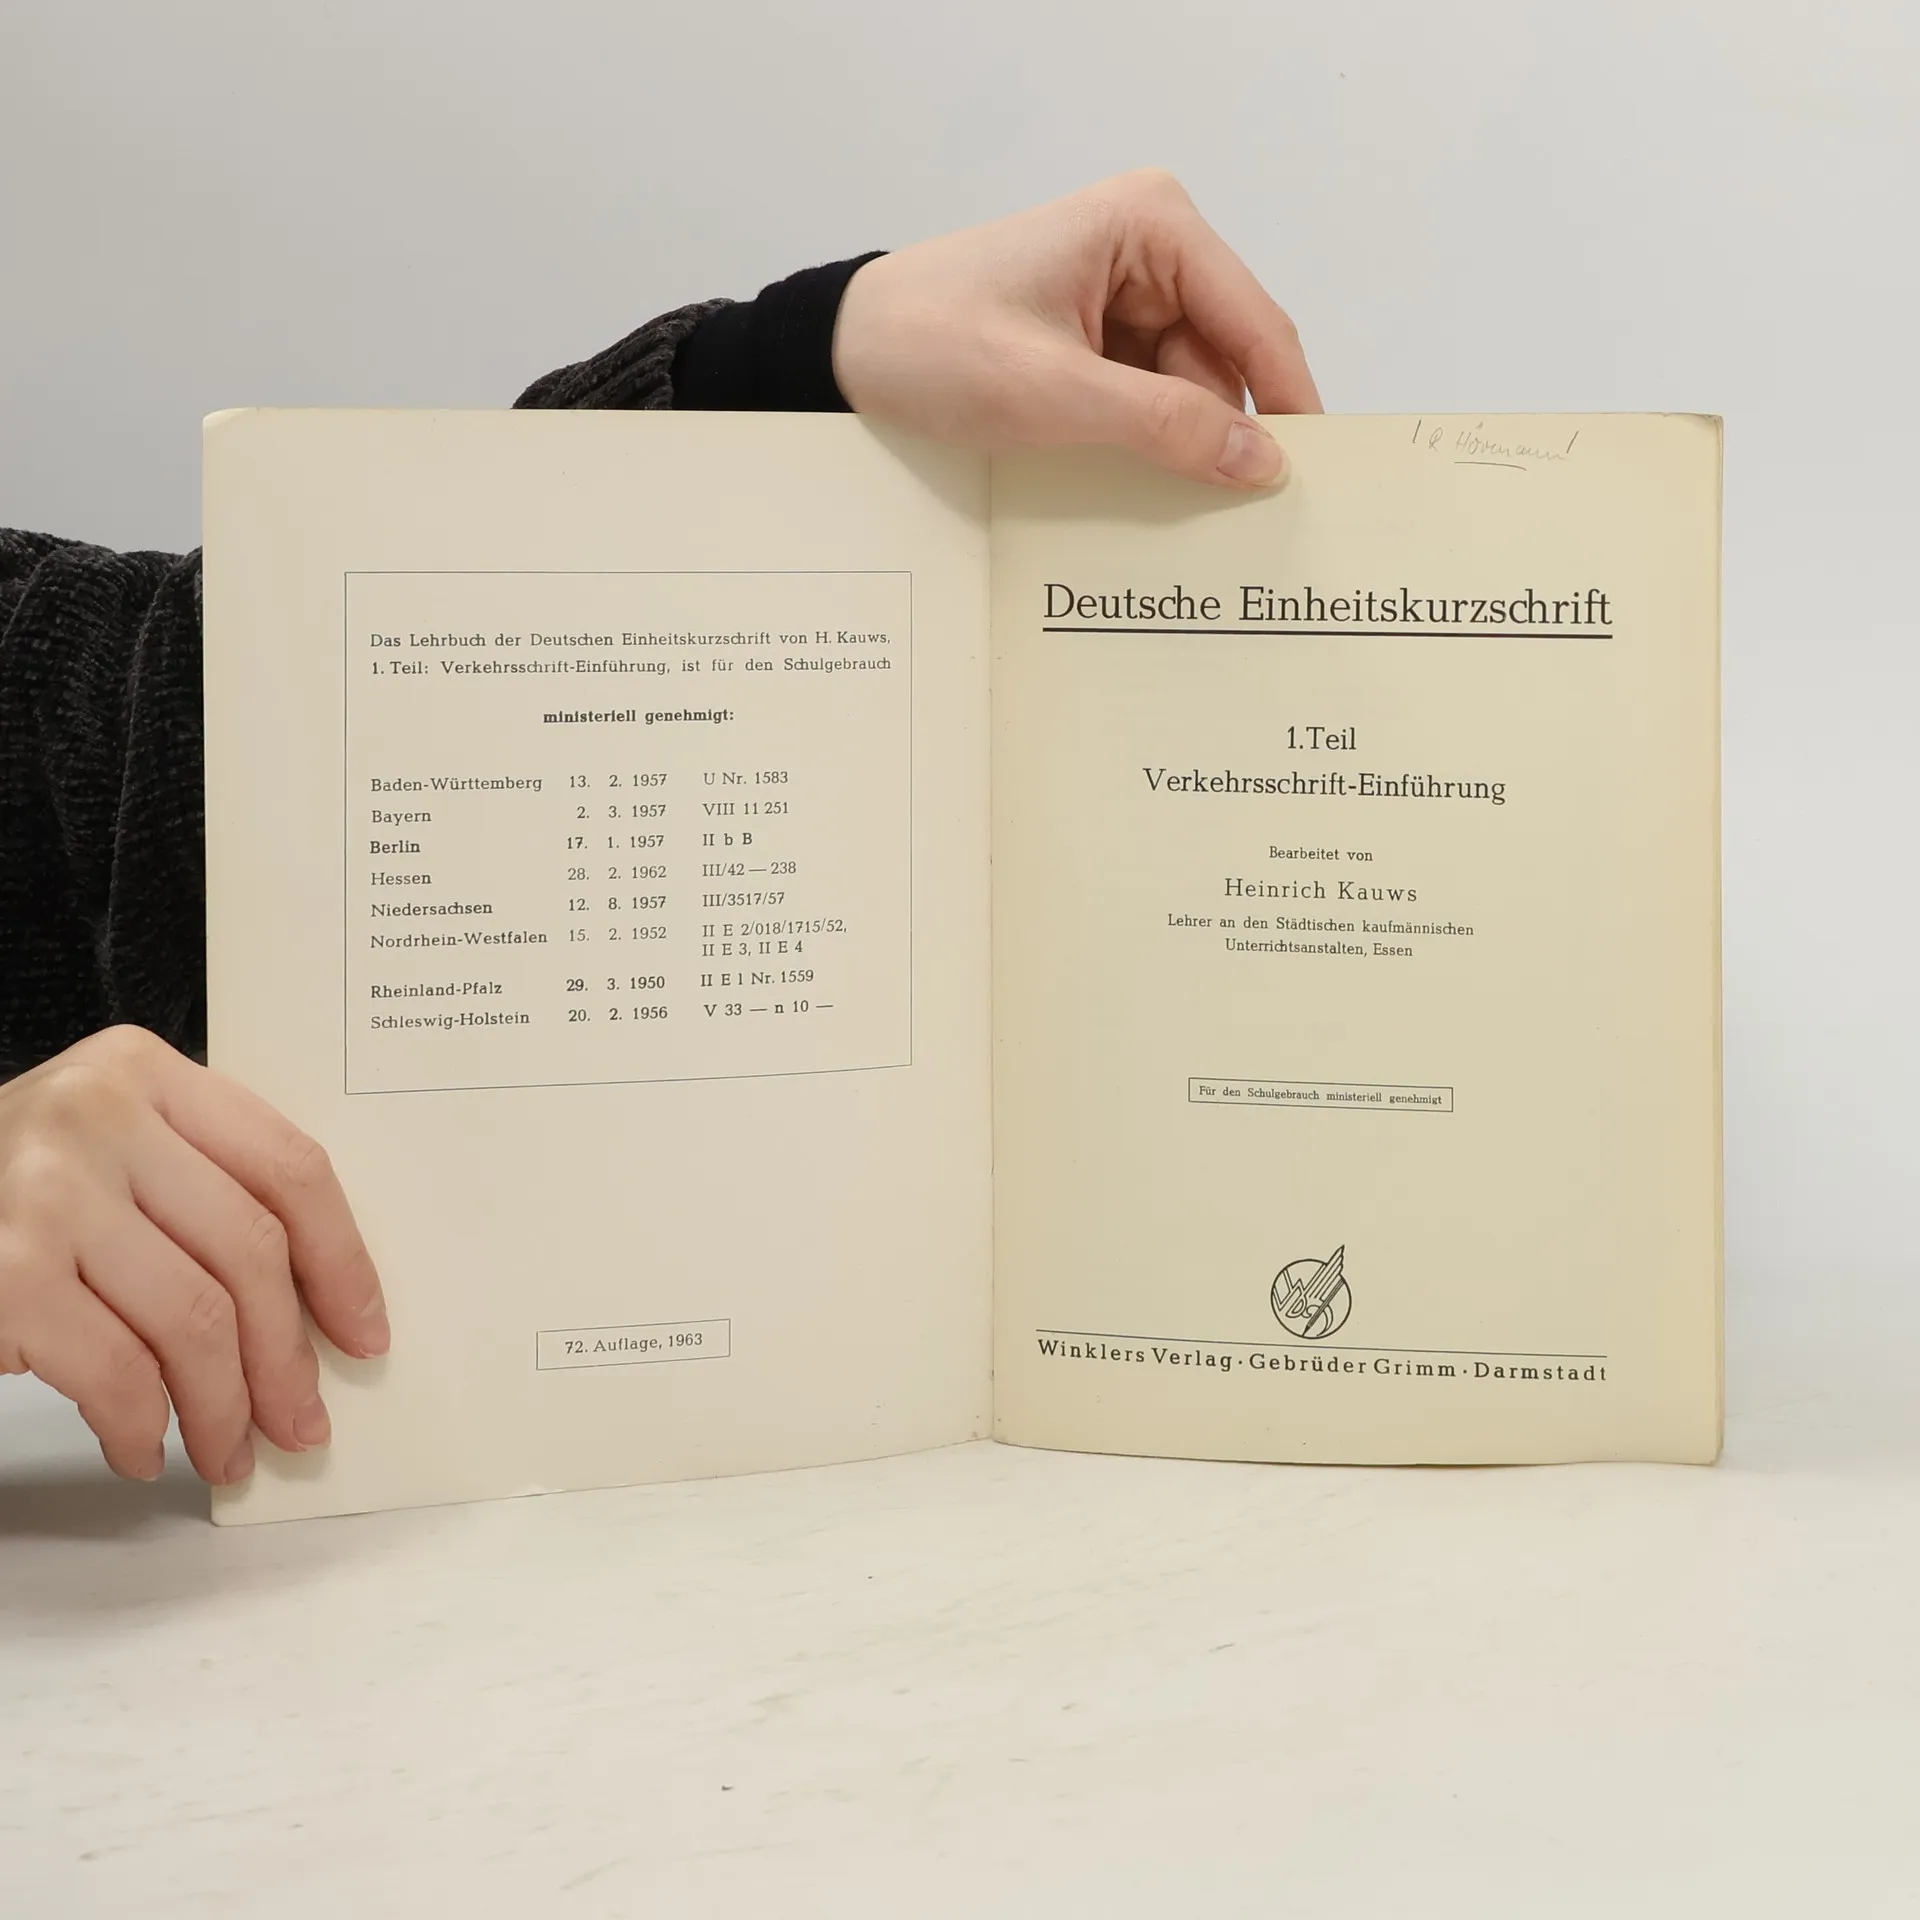 Das Lehrbuch der Deutschen Einheitskurzschrift von H. Kauws,
1. Teil: Verkehrsschrift-Einführung, ist für den Schulgebrauch
ministeriell genehmigt:
Baden-Württemberg 13. 2. 1957 U Nr. 1583
Bayern 2. 3. 1957 VIII 11 251
Berlin 17. 1. 1957 II b B
Hessen 28. 2. 1962 III/42 — 238
Niedersachsen 12. 8. 1957 III/3517/57
Nordrhein-Westfalen 15. 2. 1952 II E 2/018/1715/52,
II E 3, II E 4
Rheinland-Pfalz 29. 3. 1950 II E 1 Nr. 1559
Schleswig-Holstein 20. 2. 1956 V 33 — n 10 —
72. Auflage, 1963
Deutsche Einheitskurzschrift
1. Teil
Verkehrsschrift-Einführung
Bearbeitet von
Heinrich Kauws
Lehrer an den Städtischen kaufmännischen
Unterrichtsanstalten, Essen
Für den Schulgebrauch ministeriell genehmigt
Winklers Verlag · Gebrüder Grimm · Darmstadt